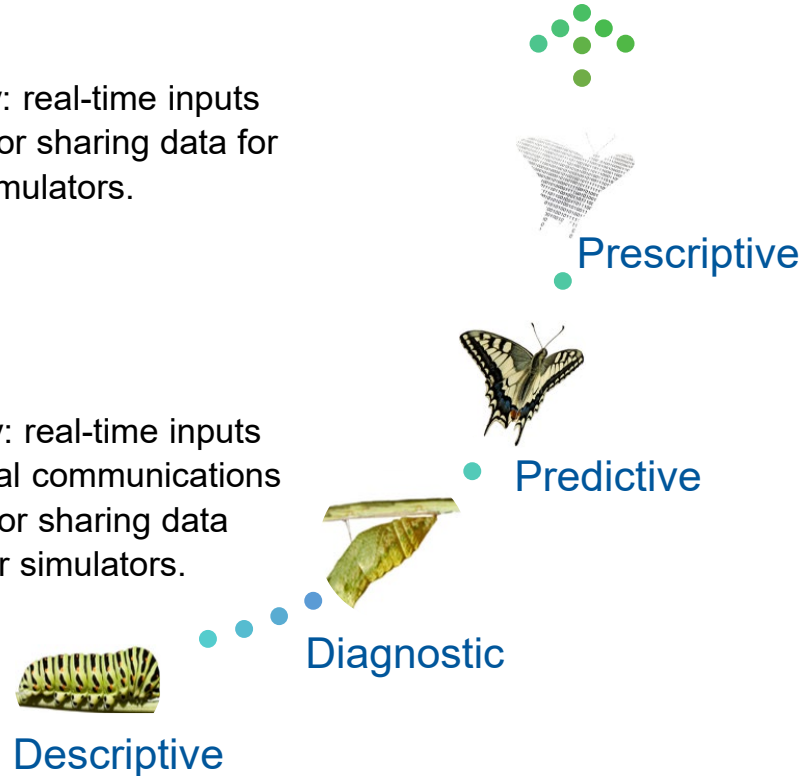 y: real-time inputs
or sharing data for
mulators.
Prescriptive
y: real-time inputs
al communications
or sharing data
r simulators.
Predictive
Diagnostic
Descriptive